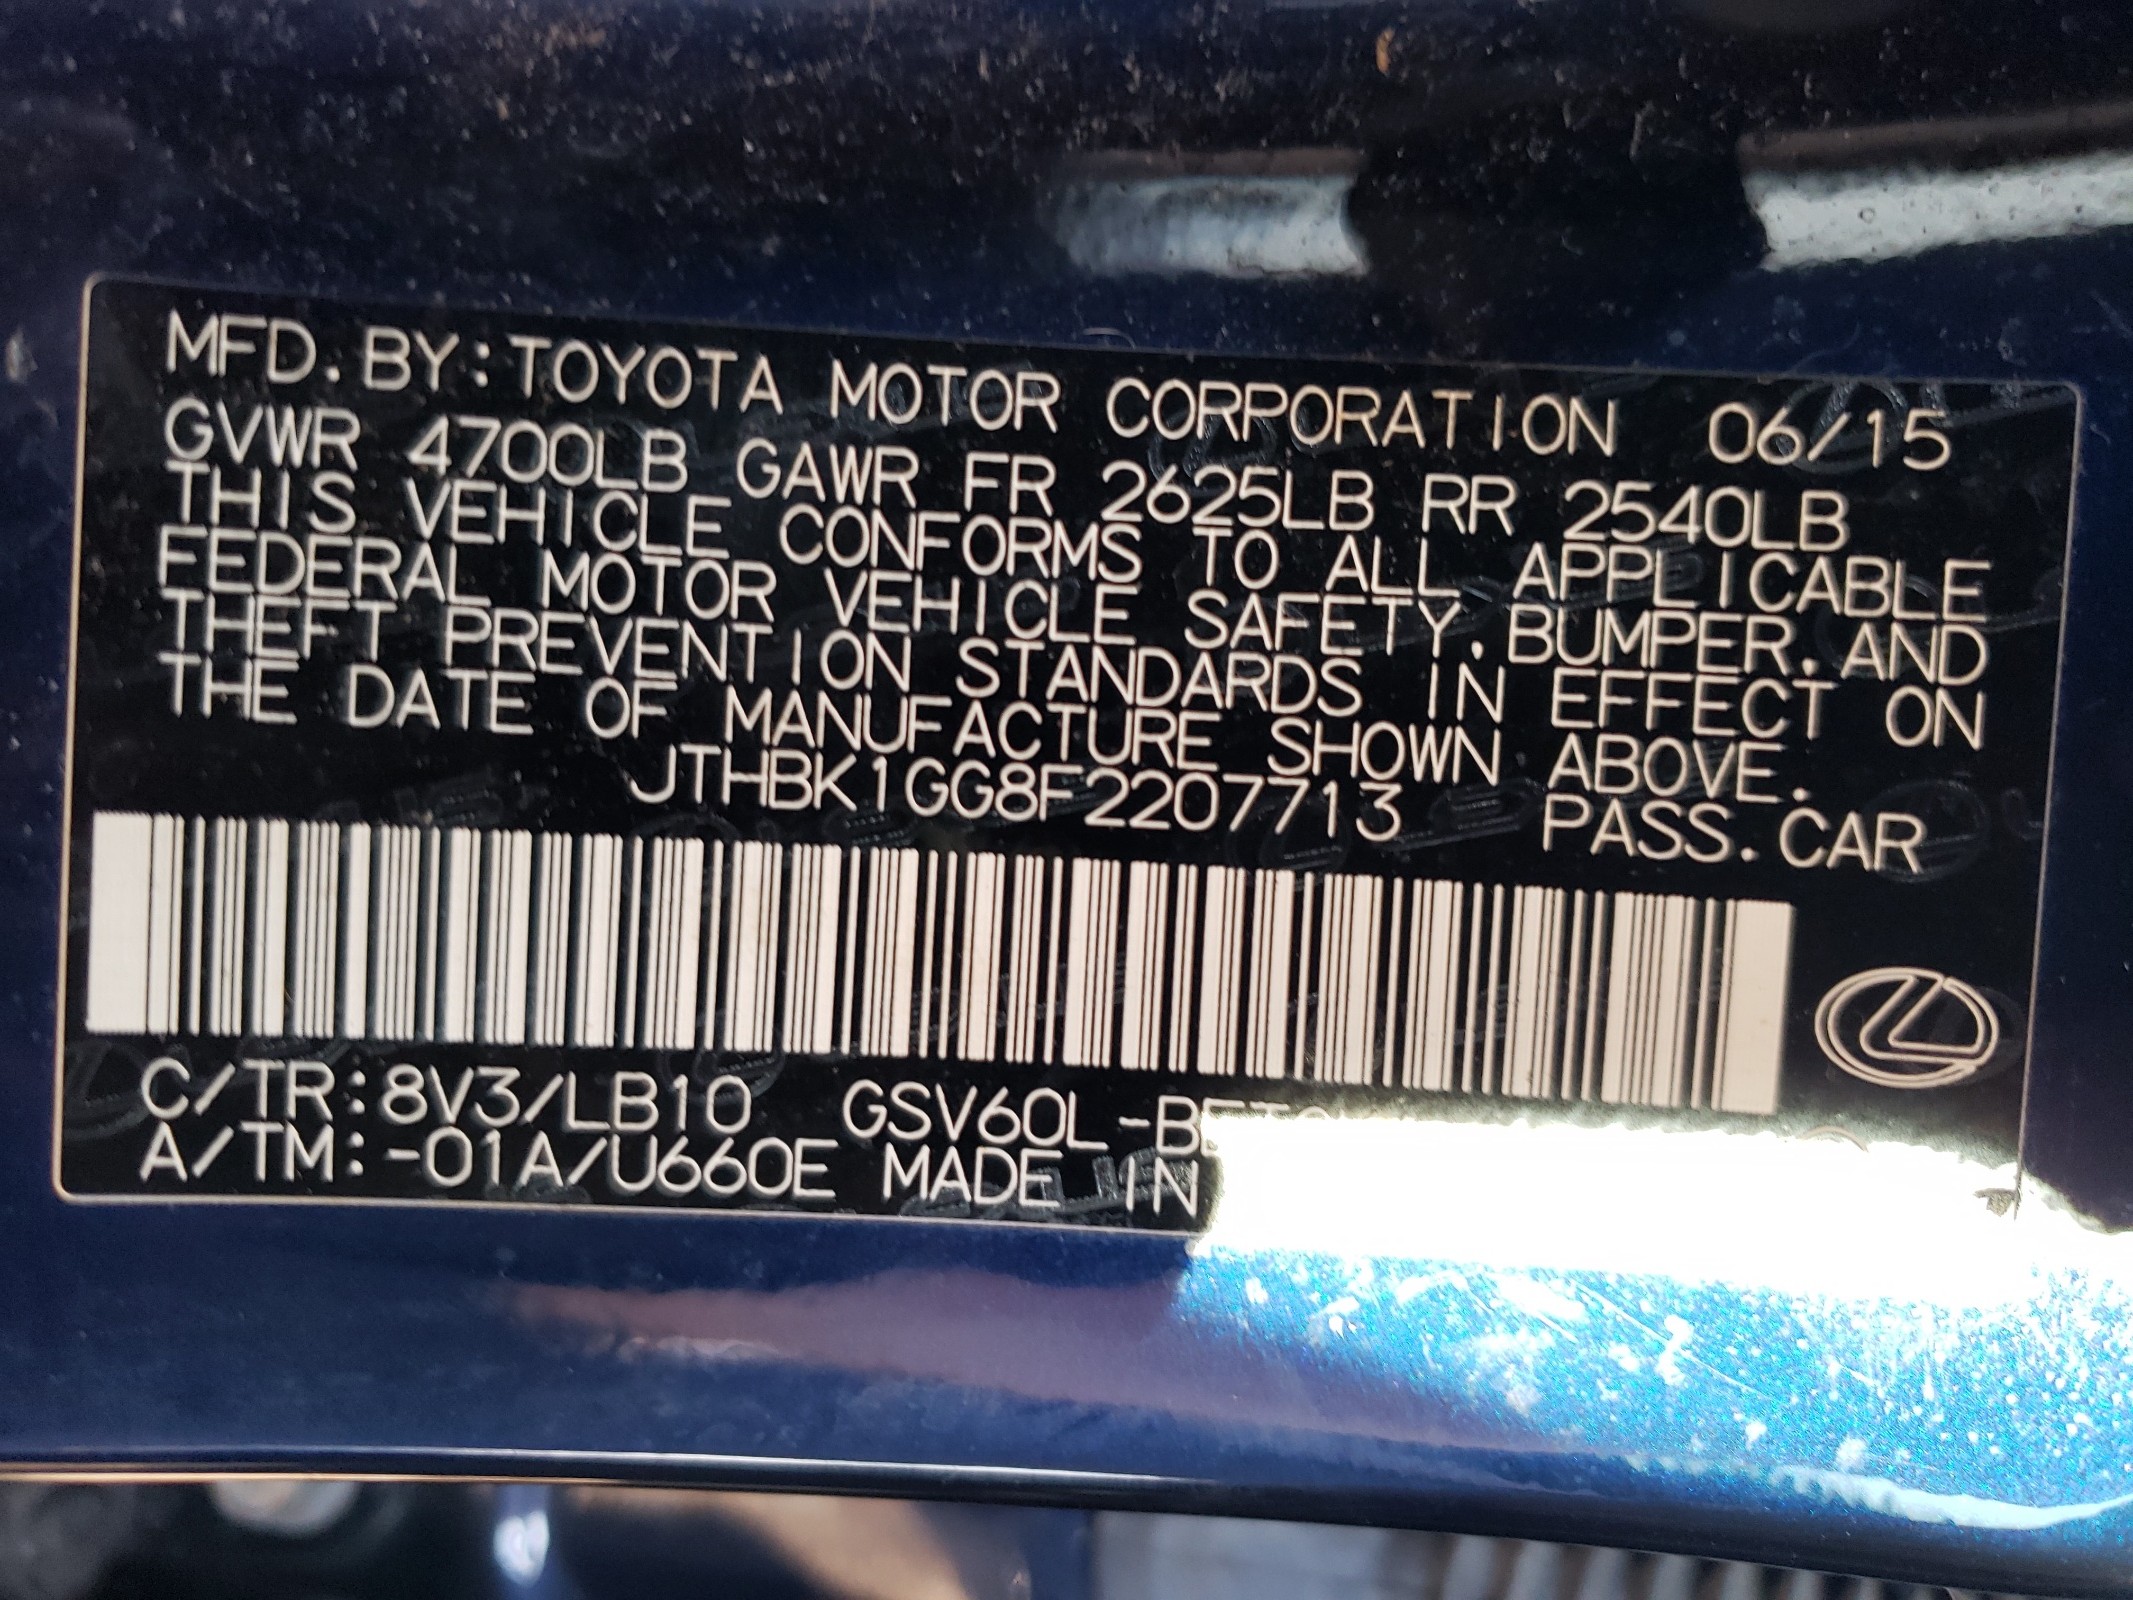 MFD. BY: TOYOTA MOTOR CORPORATION 06/15
GVWR 4700LB GAWR FR 2625LB RR 2540LB
THIS VEHICLE CONFORMS TO ALL APPLICABLE
FEDERAL MOTOR VEHICLE SAFETY, BUMPER, AND
THEFT PREVENTION STANDARDS IN EFFECT ON
THE DATE OF MANUFACTURE SHOWN ABOVE.
JTHBK1GG8F2207713 PASS. CAR
C/TR: 8V3/LB10 GSV60L-
A/TM: -01A/U660E MADE IN